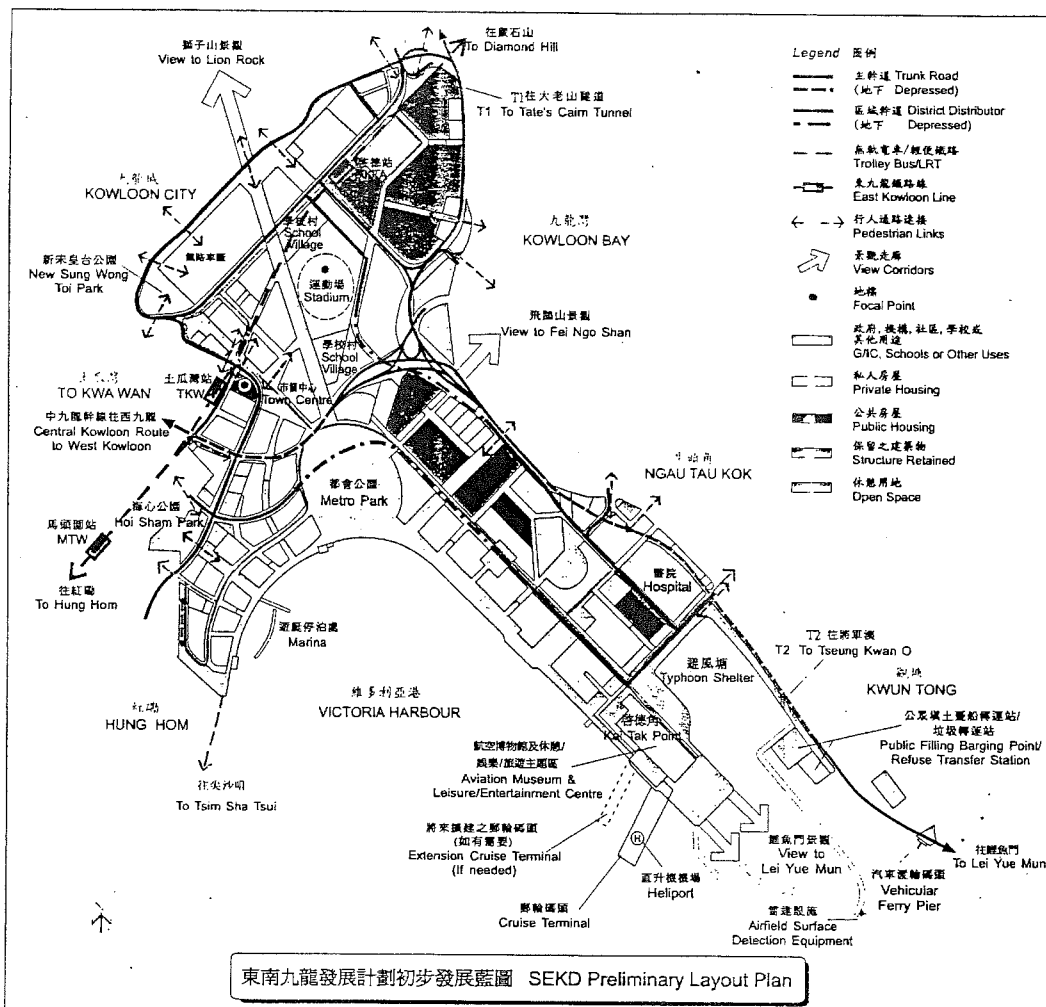 獅子山景觀
View to Lion Rock
往鑽石山
To Diamond Hill
T1往大老山隧道
T1 To Tate's Cairn Tunnel
九龍城
KOWLOON CITY
啓德站
學校村
School
Village
九龍灣
KOWLOON BAY
新宋皇台公園
New Sung Wong
Toi Park
運動場
Stadium
飛鵝山景觀
View to Fei Ngo Shan
學校村
School
Village
土瓜灣
TO KWA WAN
土瓜灣站
TKW
市鎮中心
Town Centre
中九龍幹線往西九龍
Central Kowloon Route
to West Kowloon
牛頭角
NGAU TAU KOK
都會公園
Metro Park
海心公園
Hoi Sham Park
馬頭圍站
MTW
往紅磡
To Hung Hom
醫院
Hospital
遊艇停泊處
Marina
T2 往將軍澳
T2 To Tseung Kwan O
避風塘
Typhoon Shelter
觀塘
KWUN TONG
紅磡
HUNG HOM
維多利亞港
VICTORIA HARBOUR
啓德角
Kai Tak Point
公眾填土躉船轉運站/
垃圾轉運站
Public Filling Barging Point/
Refuse Transfer Station
航空博物館及休憩/
娛樂/旅遊主題區
Aviation Museum &
Leisure/Entertainment Centre
往尖沙咀
To Tsim Sha Tsui
將來擴建之郵輪碼頭
(如有需要)
Extension Cruise Terminal
(If needed)
H
直升機機場
Heliport
鯉魚門景觀
View to
Lei Yue Mun
往鯉魚門
To Lei Yue Mun
汽車渡輪碼頭
Vehicular
Ferry Pier
郵輪碼頭
Cruise Terminal
雷達設施
Airfield Surface
Detection Equipment
Legend 圖例
主幹道 Trunk Road
(地下 Depressed)
區域幹道 District Distributor
(地下 Depressed)
無軌電車/輕便鐵路
Trolley Bus/LRT
東九龍鐵路線
East Kowloon Line
行人道路連接
Pedestrian Links
景觀走廊
View Corridors
地標
Focal Point
政府, 機構, 社區, 學校或
其他用途
G/IC, Schools or Other Uses
私人房屋
Private Housing
公共房屋
Public Housing
保留之建築物
Structure Retained
休憩用地
Open Space
東南九龍發展計劃初步發展藍圖 SEKD Preliminary Layout Plan